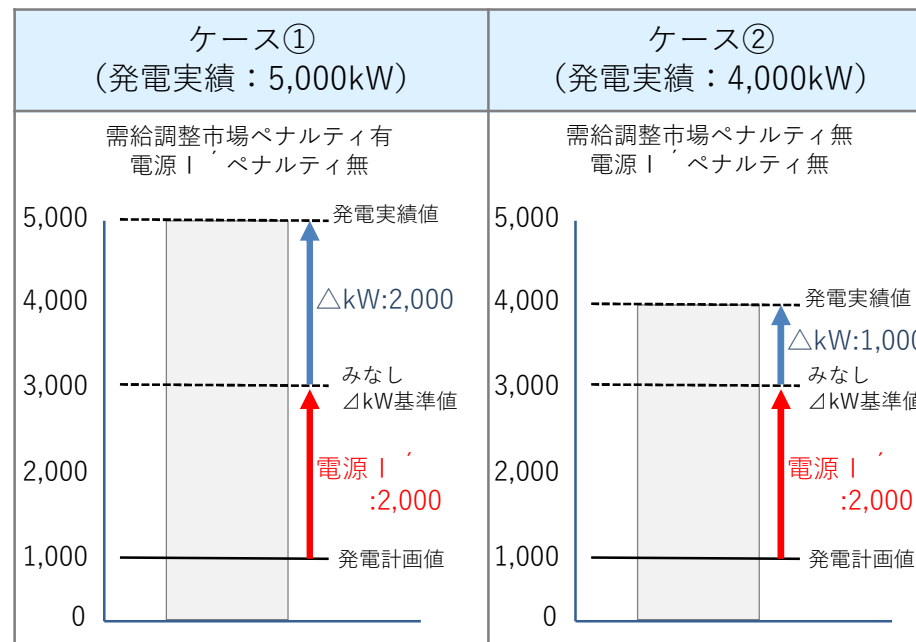 ケース①
（発電実績：5,000kW）
需給調整市場ペナルティ有
電源Ⅰ´ペナルティ無
5,000
発電実績値
4,000
△kW:2,000
3,000
みなし
⊿kW基準値
2,000
電源Ⅰ´
:2,000
1,000
発電計画値
0
ケース②
（発電実績：4,000kW）
需給調整市場ペナルティ無
電源Ⅰ´ペナルティ無
5,000
4,000
発電実績値
△kW:1,000
3,000
みなし
⊿kW基準値
2,000
電源Ⅰ´
:2,000
1,000
発電計画値
0